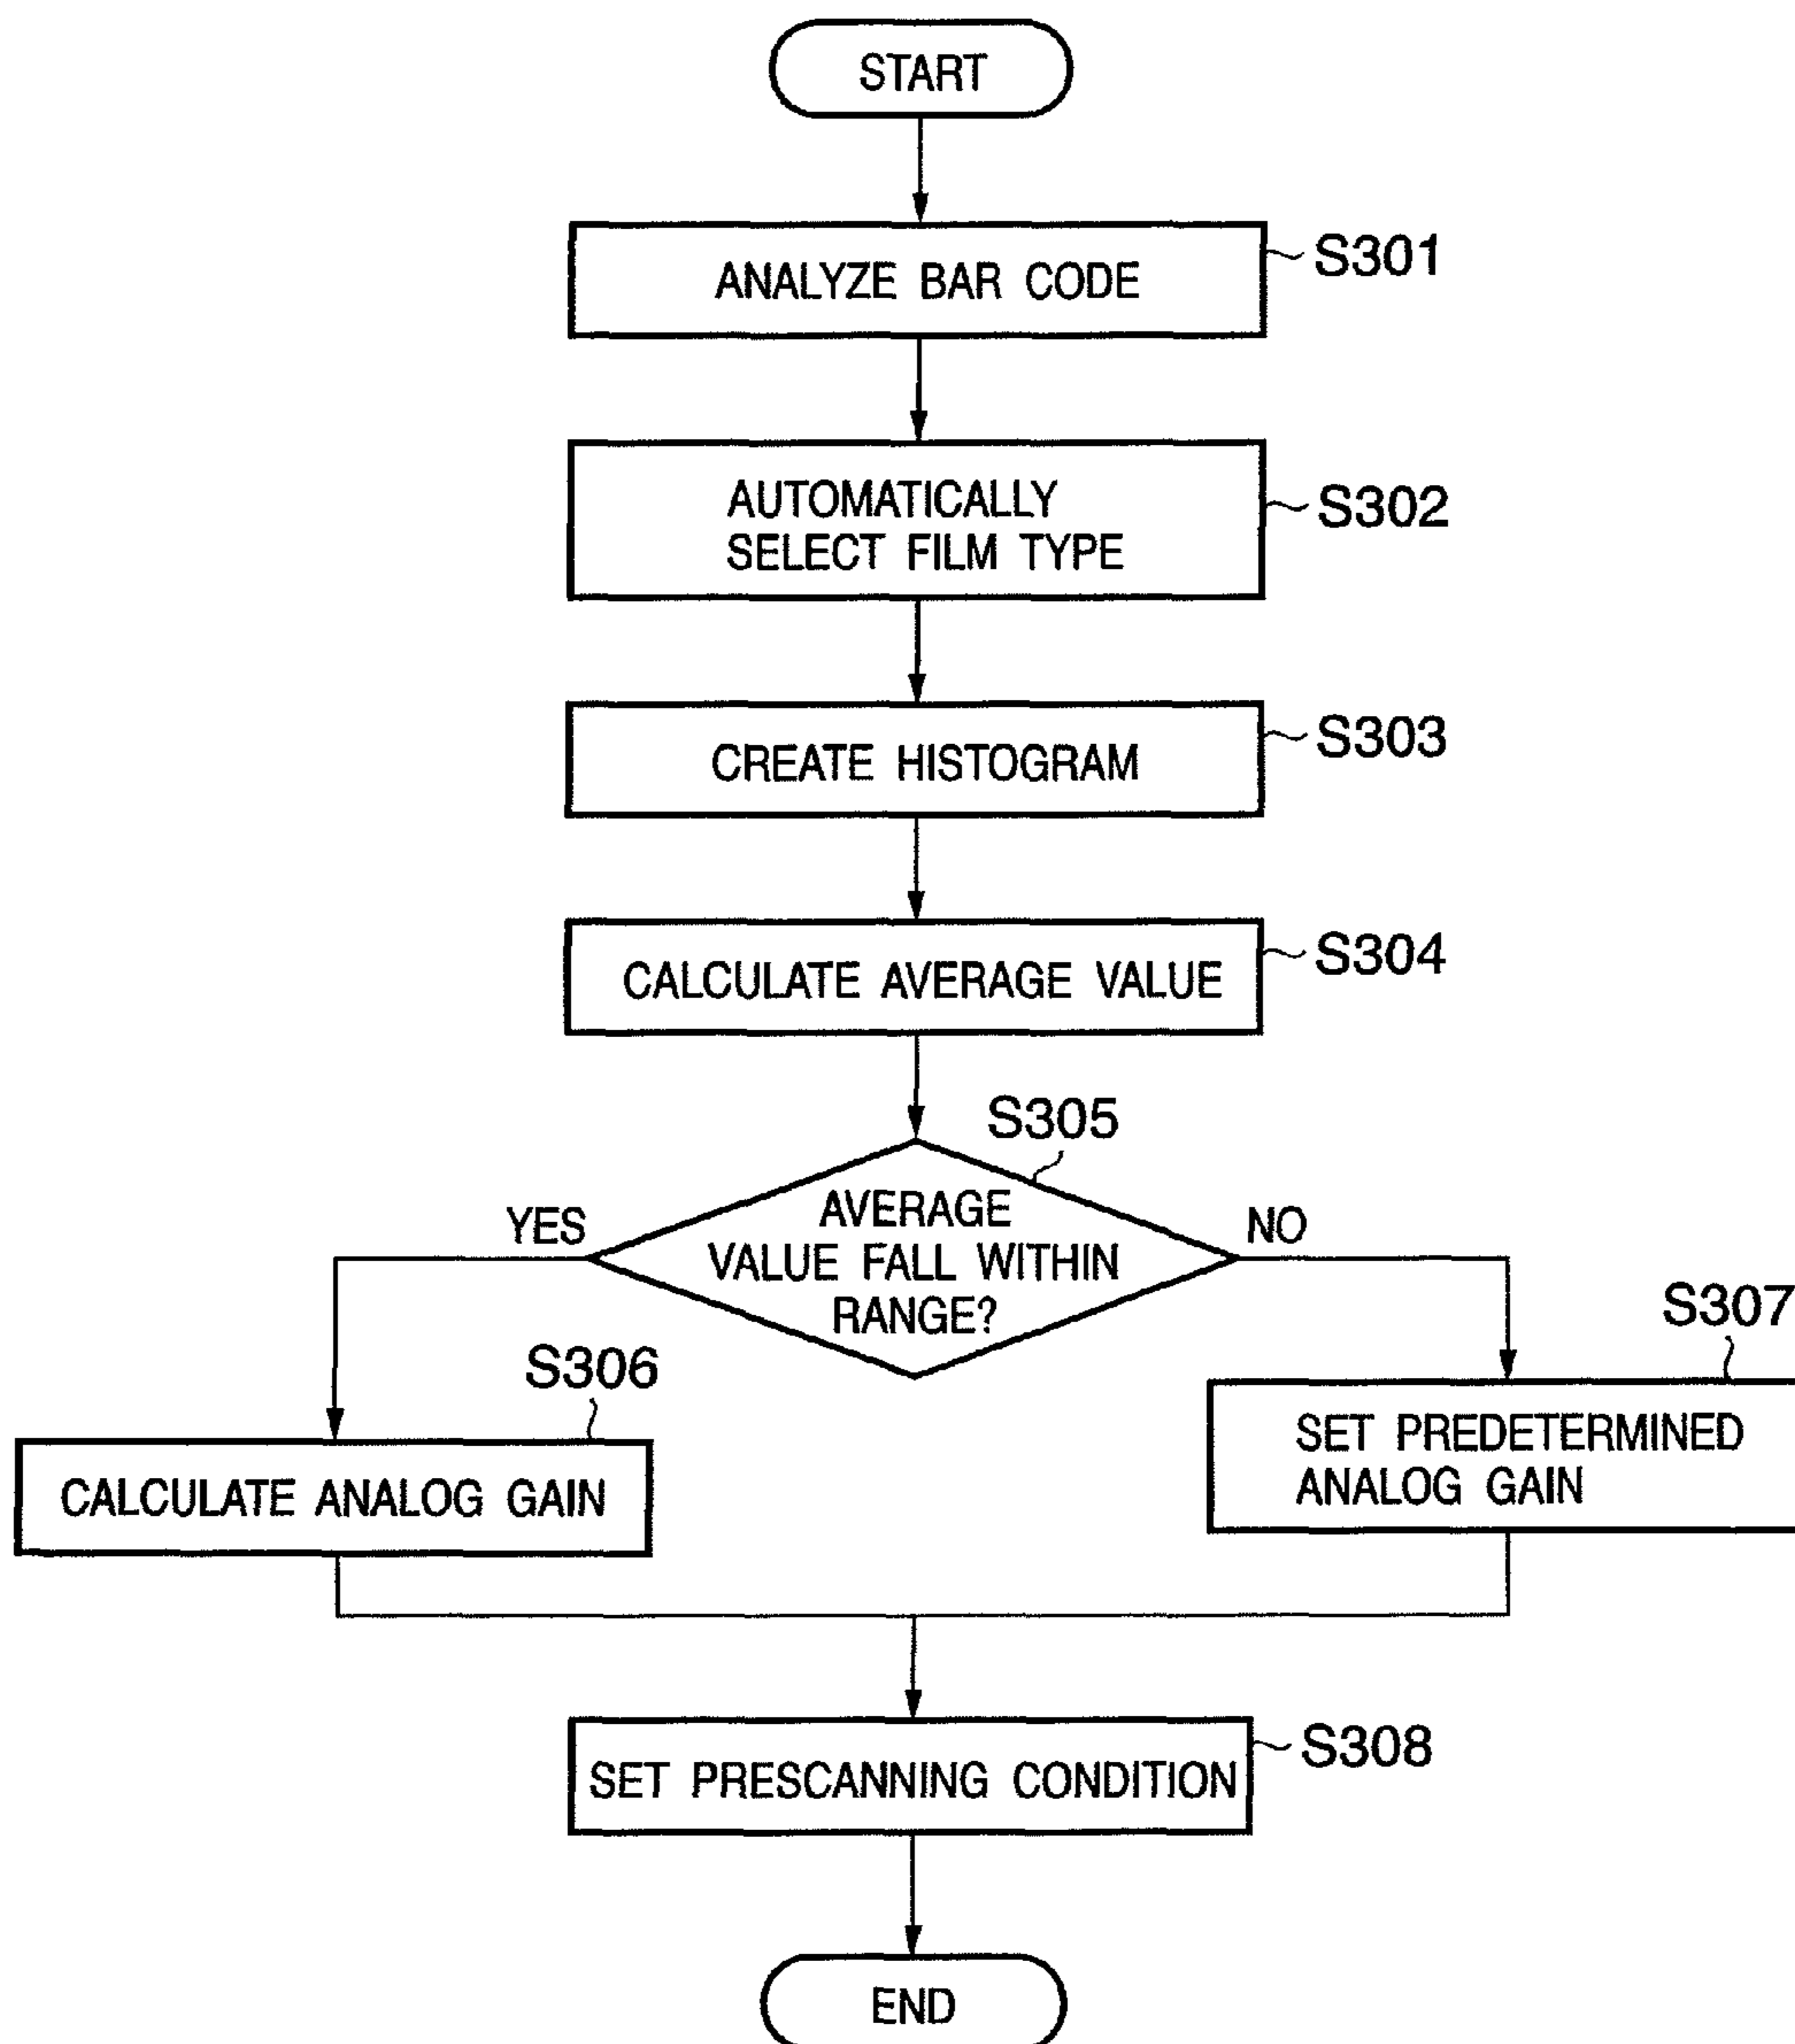 START
ANALYZE BAR CODE
S301
AUTOMATICALLY
SELECT FILM TYPE
S302
CREATE HISTOGRAM
S303
CALCULATE AVERAGE VALUE
S304
S305
AVERAGE
VALUE FALL WITHIN
RANGE?
YES
NO
S306
CALCULATE ANALOG GAIN
S307
SET PREDETERMINED
ANALOG GAIN
SET PRESCANNING CONDITION
S308
END